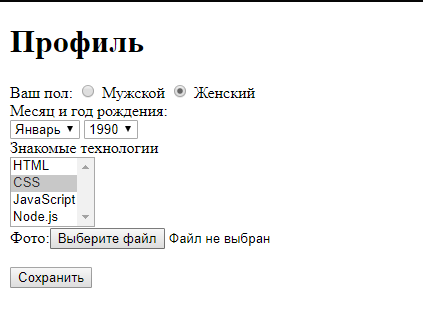 Профиль
Ваш пол: Мужской Женский
Месяц и год рождения:
Январь 1990
Знакомые технологии
HTML
CSS
JavaScript
Node.js
Фото: Выберите файл Файл не выбран
Сохранить